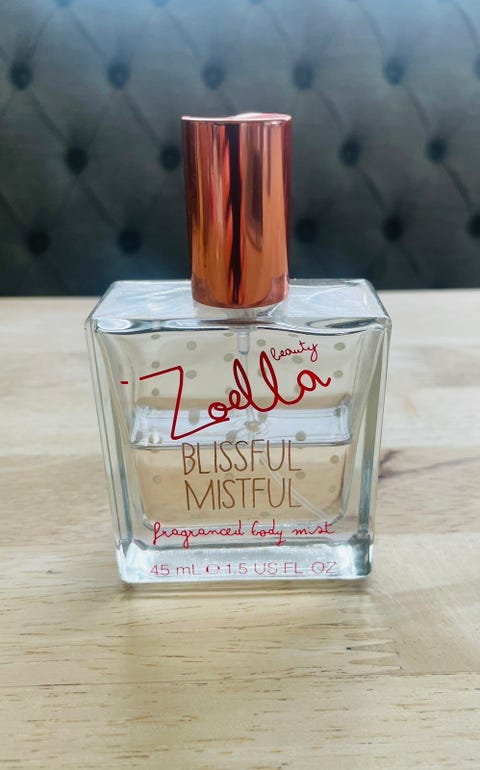 Zoella beauty
BLISSFUL
MISTFUL
fragranced body mist
45 mL ℮ 1.5 US FL. OZ